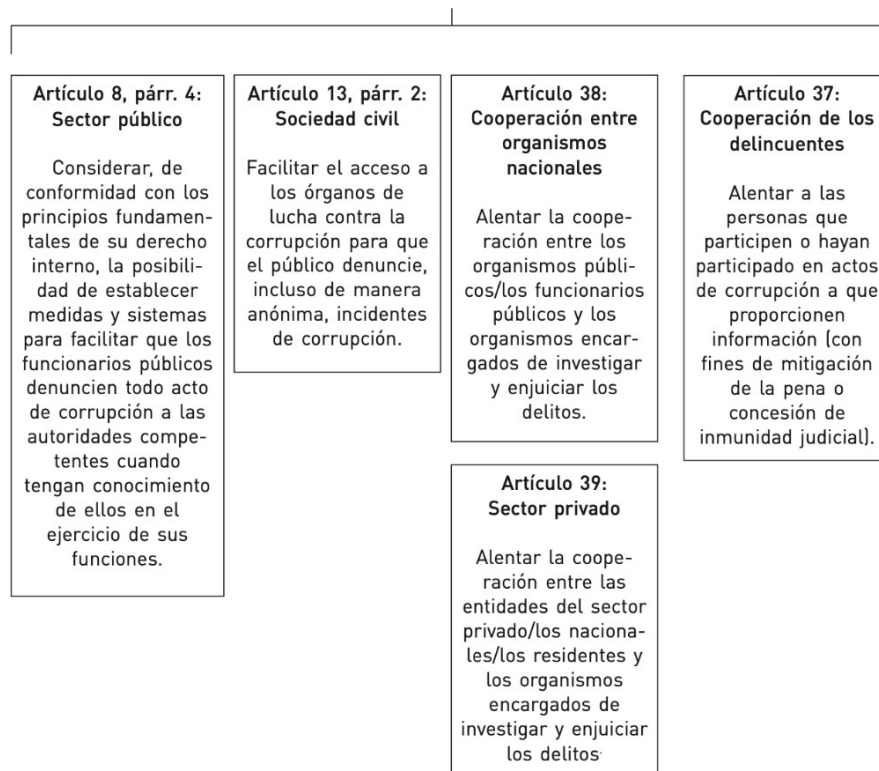 Artículo 8, párr. 4:
Sector público
Considerar, de
conformidad con los
principios fundamen-
tales de su derecho
interno, la posibili-
dad de establecer
medidas y sistemas
para facilitar que los
funcionarios públicos
denuncien todo acto
de corrupción a las
autoridades compe-
tentes cuando
tengan conocimiento
de ellos en el
ejercicio de sus
funciones.
Artículo 13, párr. 2:
Sociedad civil
Facilitar el acceso a
los órganos de
lucha contra la
corrupción para que
el público denuncie,
incluso de manera
anónima, incidentes
de corrupción.
Artículo 38:
Cooperación entre
organismos
nacionales
Alentar la coope-
ración entre los
organismos públi-
cos/los funcionarios
públicos y los
organismos encar-
gados de investigar
y enjuiciar los
delitos.
Artículo 39:
Sector privado
Alentar la coope-
ración entre las
entidades del sector
privado/los naciona-
les/los residentes y
los organismos
encargados de
investigar y enjuiciar
los delitos.
Artículo 37:
Cooperación de los
delincuentes
Alentar a las
personas que
participen o hayan
participado en actos
de corrupción a que
proporcionen
información (con
fines de mitigación
de la pena o
concesión de
inmunidad judicial).